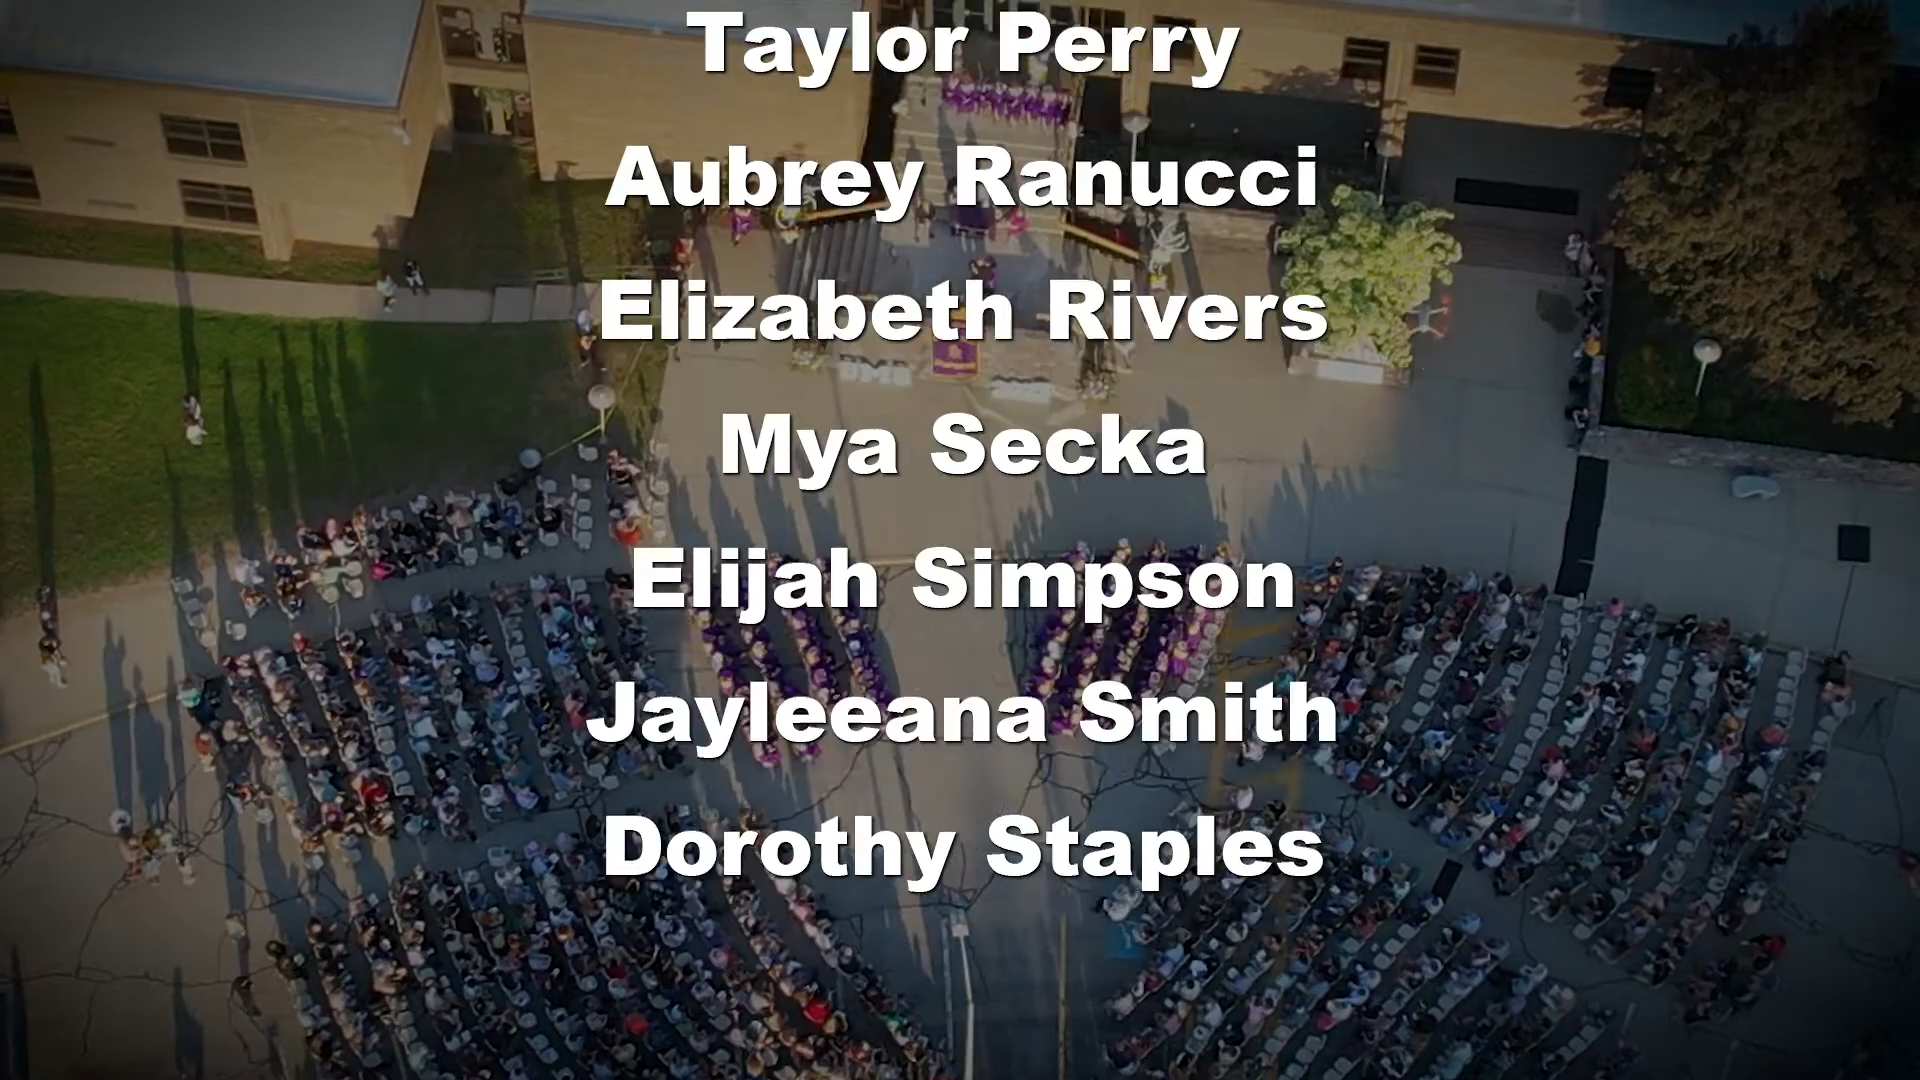 Taylor Perry
Aubrey Ranucci
Elizabeth Rivers
Mya Secka
Elijah Simpson
Jayleeana Smith
Dorothy Staples